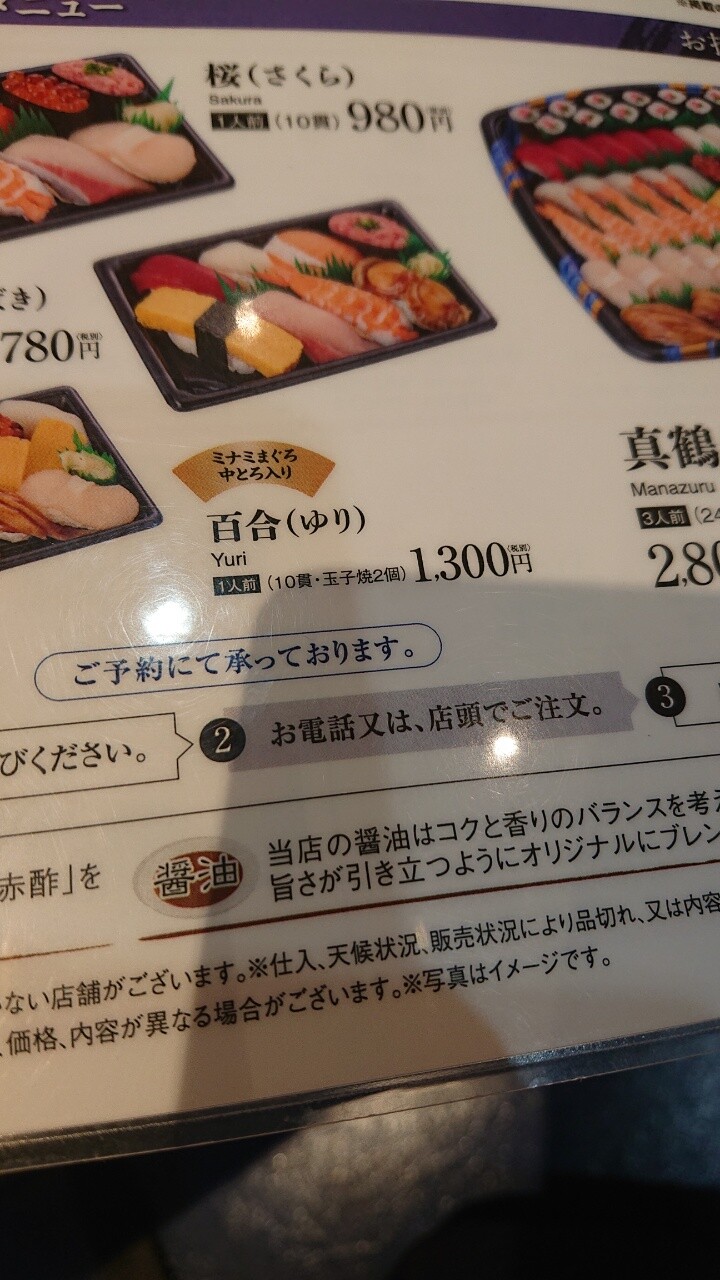 ニュー
桜(さくら)
Sakura
1人前(10貫)980円(税別)
き)
780円(税別)
ミナミまぐろ
中とろ入り
百合(ゆり)
Yuri
1人前(10貫・玉子焼2個)1,300円(税別)
真鶴
Manazuru
3人前
2,80
ご予約にて承っております。
びください。
2 お電話又は、店頭でご注文。
3
赤酢」を
醤油
当店の醤油はコクと香りのバランスを考え
旨さが引き立つようにオリジナルにブレン
ない店舗がございます。※仕入、天候状況、販売状況により品切れ、又は内容
、価格、内容が異なる場合がございます。※写真はイメージです。